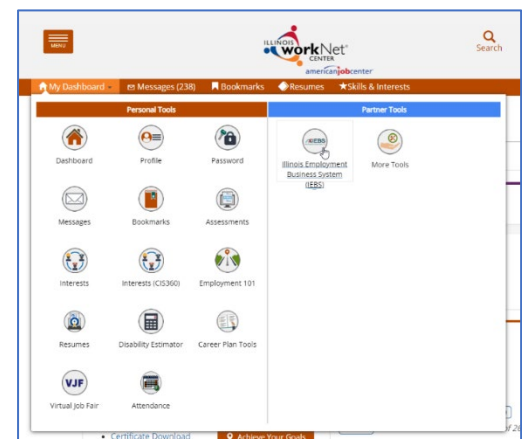 MENU
ILLINOIS
workNet
CENTER
americanjobcenter
Search
My Dashboard
Messages (238)
Bookmarks
Resumes
Skills & Interests
Personal Tools
Partner Tools
Dashboard
Profile
Password
IEBS
Illinois Employment
Business System
(IEBS)
More Tools
Messages
Bookmarks
Assessments
Interests
Interests (CIS360)
Employment 101
Resumes
Disability Estimator
Career Plan Tools
VJF
Virtual Job Fair
Attendance
Certificate Download
Achieve Your Goals